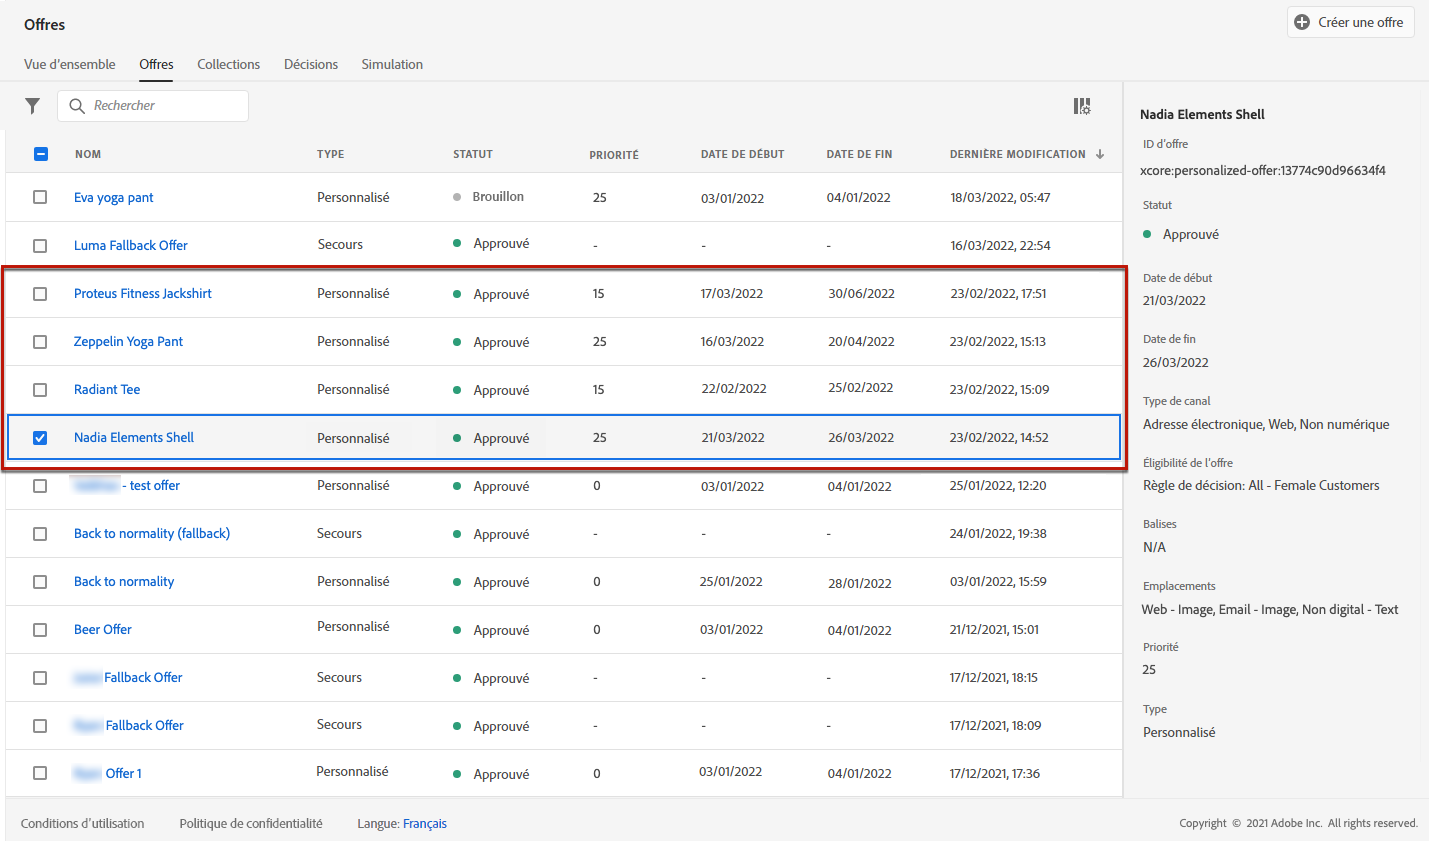 Offres
Créer une offre
Vue d'ensemble Offres Collections Décisions Simulation
Rechercher
NOM TYPE STATUT PRIORITÉ DATE DE DÉBUT DATE DE FIN DERNIÈRE MODIFICATION
Eva yoga pant Personnalisé Brouillon 25 03/01/2022 04/01/2022 18/03/2022, 05:47
Luma Fallback Offer Secours Approuvé - - - 16/03/2022, 22:54
Proteus Fitness Jackshirt Personnalisé Approuvé 15 17/03/2022 30/06/2022 23/02/2022, 17:51
Zeppelin Yoga Pant Personnalisé Approuvé 25 16/03/2022 20/04/2022 23/02/2022, 15:13
Radiant Tee Personnalisé Approuvé 15 22/02/2022 25/02/2022 23/02/2022, 15:09
Nadia Elements Shell Personnalisé Approuvé 25 21/03/2022 26/03/2022 23/02/2022, 14:52
- test offer Personnalisé Approuvé 0 03/01/2022 04/01/2022 25/01/2022, 12:20
Back to normality (fallback) Secours Approuvé - - - 24/01/2022, 19:38
Back to normality Personnalisé Approuvé 0 25/01/2022 28/01/2022 03/01/2022, 15:59
Beer Offer Personnalisé Approuvé 0 03/01/2022 04/01/2022 21/12/2021, 15:01
Fallback Offer Secours Approuvé - - - 17/12/2021, 18:15
Fallback Offer Secours Approuvé - - - 17/12/2021, 18:09
Offer 1 Personnalisé Approuvé 0 03/01/2022 04/01/2022 17/12/2021, 17:36
Nadia Elements Shell
ID d'offre
xcore:personalized-offer:13774c90d96634f4
Statut
Approuvé
Date de début
21/03/2022
Date de fin
26/03/2022
Type de canal
Adresse électronique, Web, Non numérique
Éligibilité de l'offre
Règle de décision: All - Female Customers
Balises
N/A
Emplacements
Web - Image, Email - Image, Non digital - Text
Priorité
25
Type
Personnalisé
Conditions d'utilisation Politique de confidentialité Langue: Français Copyright © 2021 Adobe Inc. All rights reserved.